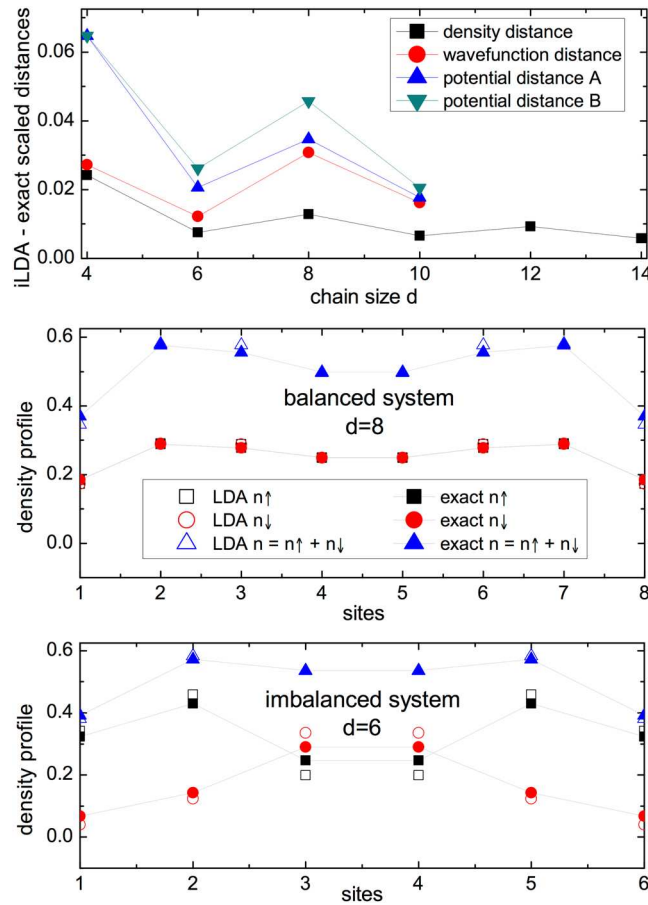 iLDA - exact scaled distances
0.06
0.04
0.02
0.00
density distance
wavefunction distance
potential distance A
potential distance B
4 6 8 10 12 14
chain size d
density profile
0.6
0.4
0.2
0.0
balanced system
d=8
LDA n↑ exact n↑
LDA n↓ exact n↓
LDA n = n↑ + n↓ exact n = n↑ + n↓
1 2 3 4 5 6 7 8
sites
density profile
0.6
0.4
0.2
0.0
imbalanced system
d=6
1 2 3 4 5 6
sites